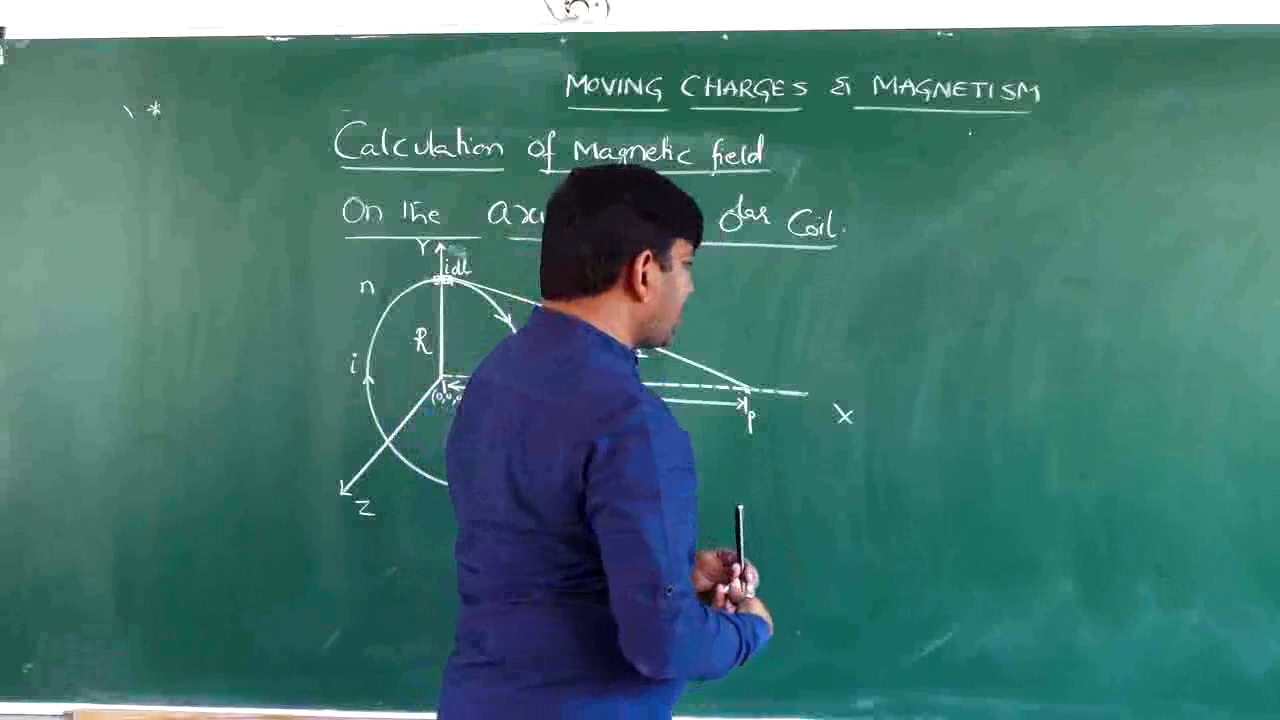 MOVING CHARGES & MAGNETISM
*
Calculation of Magnetic field
On the
Coil.
Y
idl
n
R
i
P
X
Z